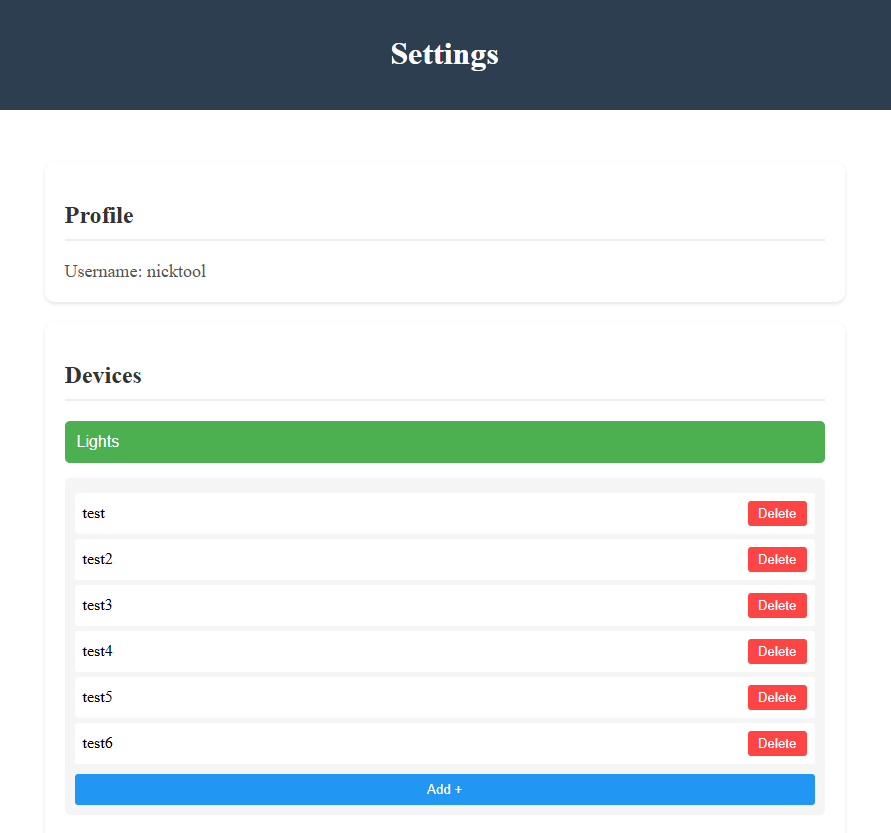 Settings
Profile
Username: nicktool
Devices
Lights
test Delete
test2 Delete
test3 Delete
test4 Delete
test5 Delete
test6 Delete
Add +